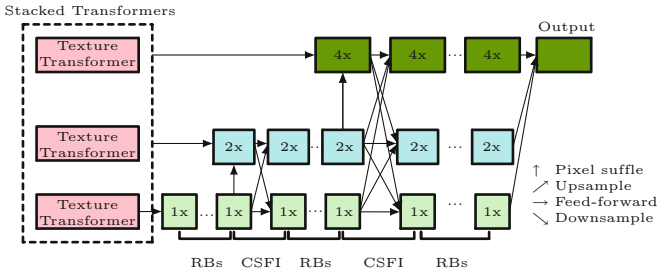 Stacked Transformers
Output
Texture
Transformer
4x
4x
...
4x
Texture
Transformer
2x
2x
...
2x
2x
...
2x
Texture
Transformer
1x
...
1x
1x
...
1x
1x
...
1x
↑ Pixel suffle
↗ Upsample
→ Feed-forward
↘ Downsample
RBs
CSFI
RBs
CSFI
RBs